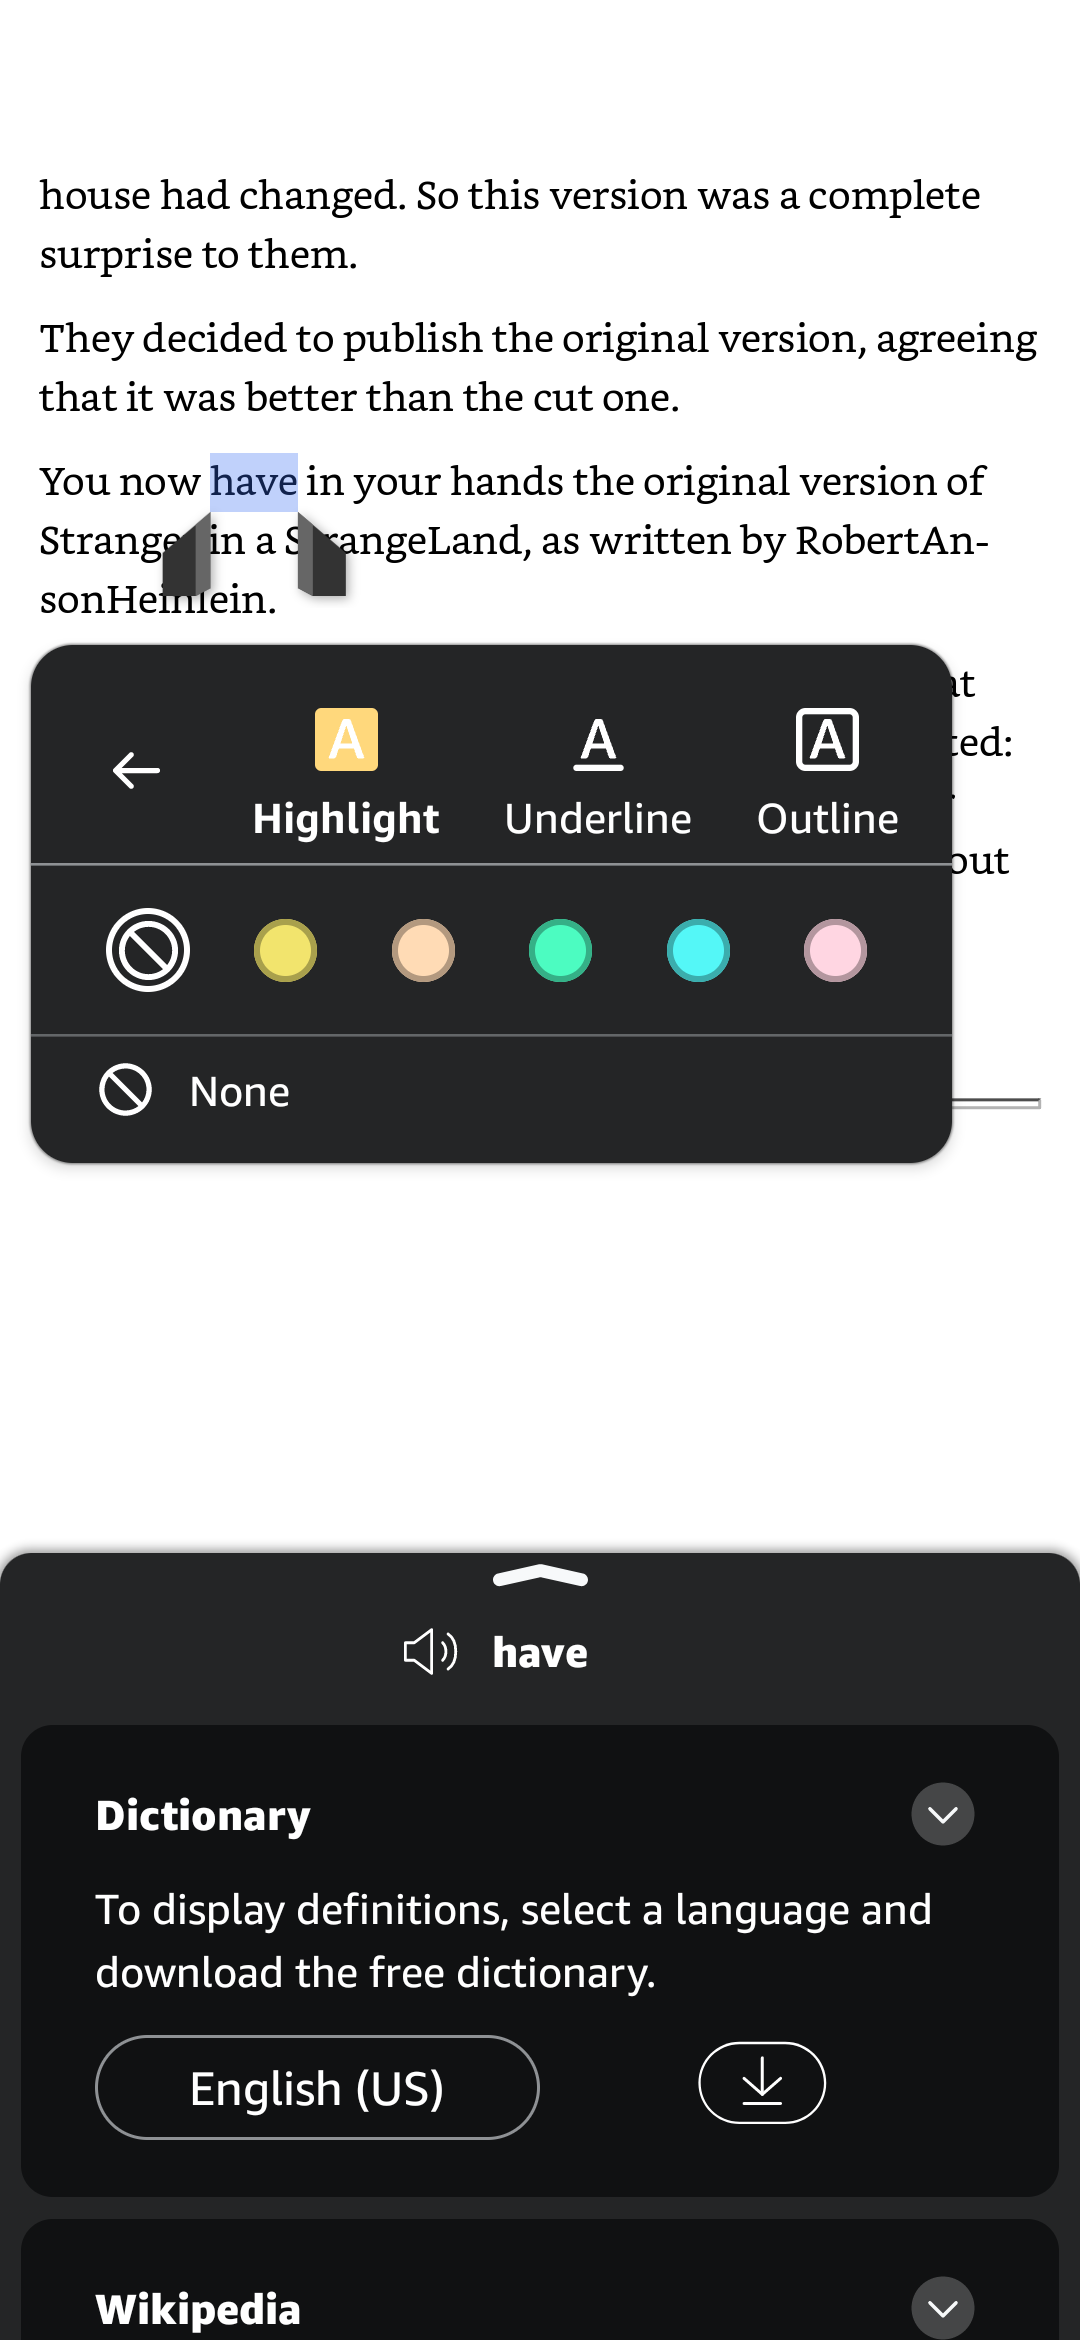 house had changed. So this version was a complete
surprise to them.
They decided to publish the original version, agreeing
that it was better than the cut one.
You now have in your hands the original version of
in a StrangeLand, as written by RobertAn-
sonHeinlein.
A
Highlight
A
Underline
A
Outline
None
have
Dictionary
To display definitions, select a language and
download the free dictionary.
English (US)
Wikipedia